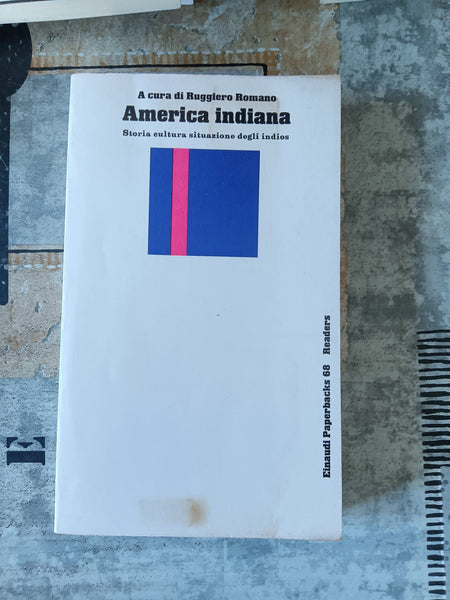 A cura di Ruggiero Romano
America indiana
Storia cultura situazione degli indios
Einaudi Paperbacks 68 Readers
E